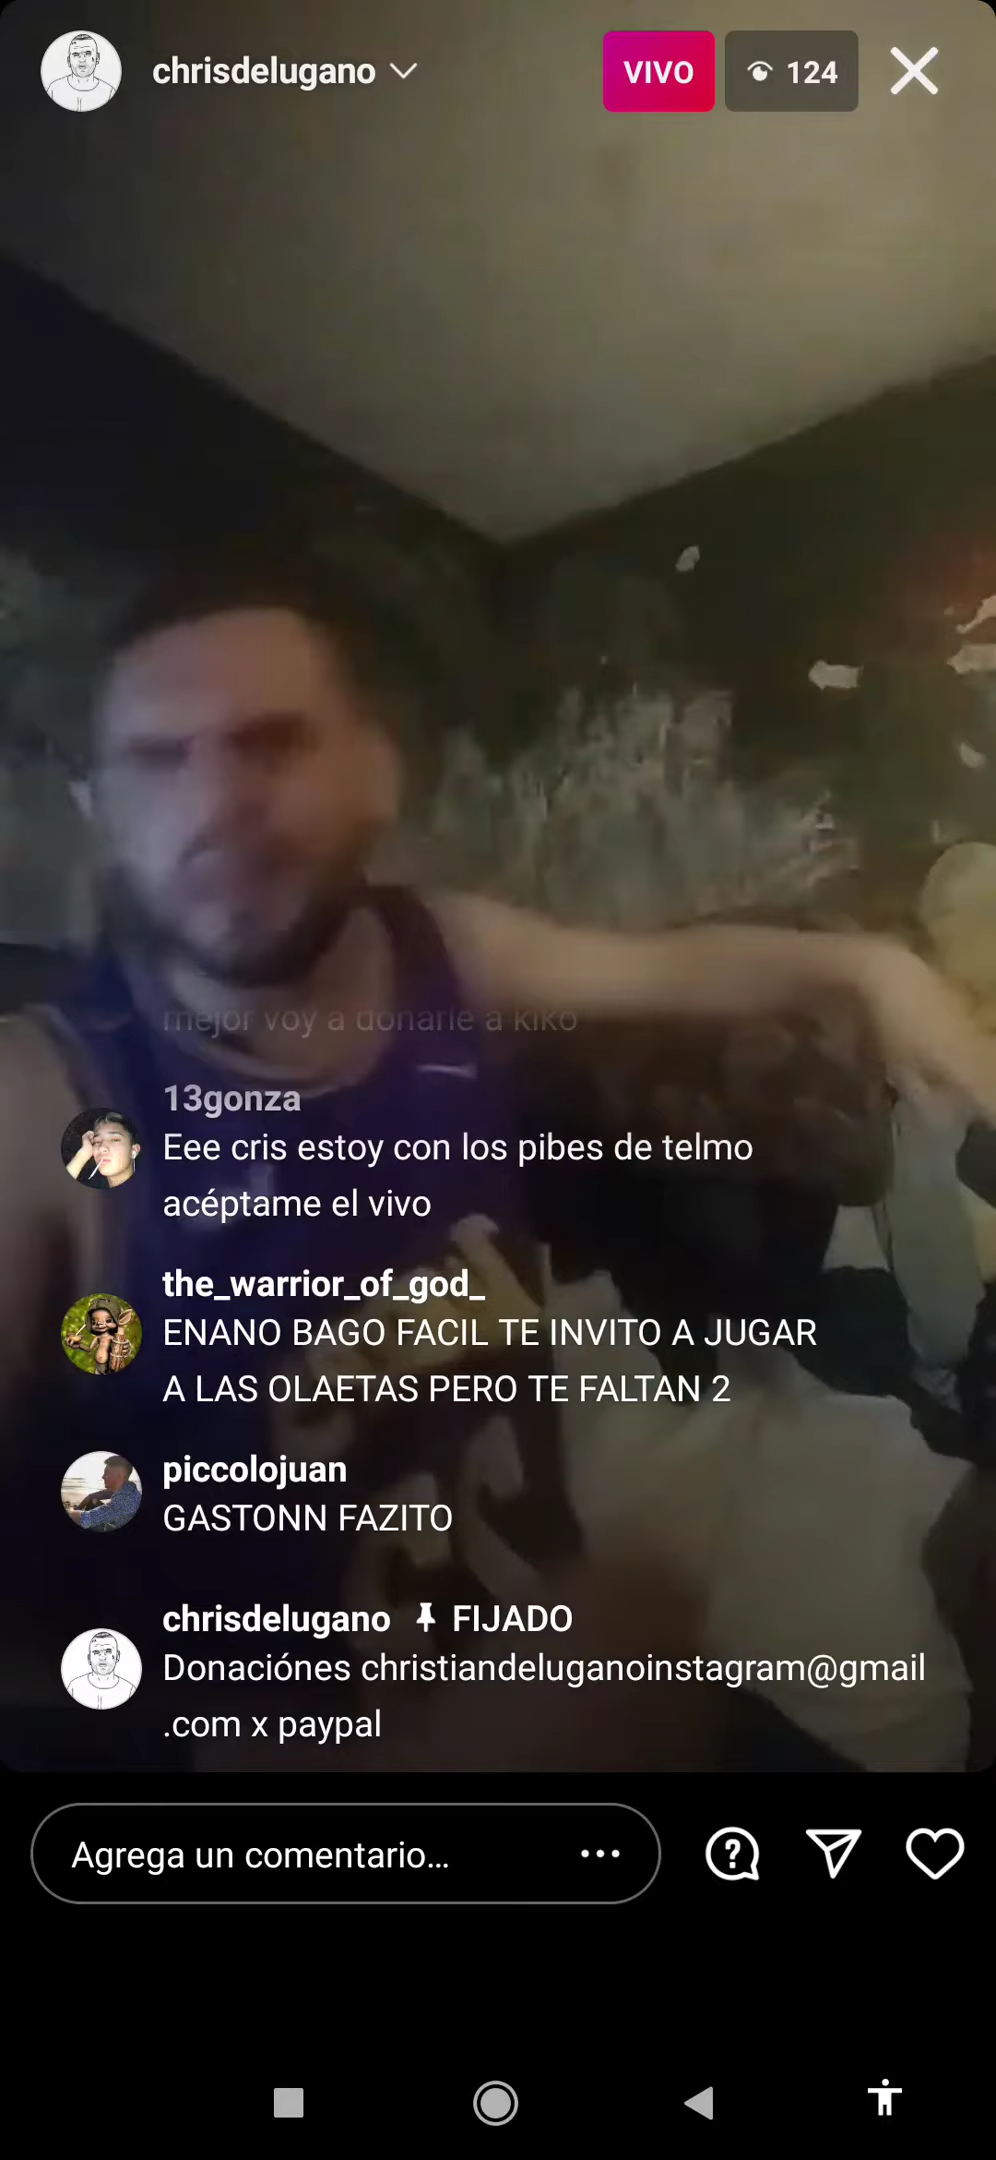 chrisdelugano
VIVO
124
mejor voy a donarle a kiko
13gonza
Eee cris estoy con los pibes de telmo
acéptame el vivo
the_warrior_of_god_
ENANO BAGO FACIL TE INVITO A JUGAR
A LAS OLAETAS PERO TE FALTAN 2
piccolojuan
GASTONN FAZITO
chrisdelugano FIJADO
Donaciónes christiandeluganoinstagram@gmail
.com x paypal
Agrega un comentario...